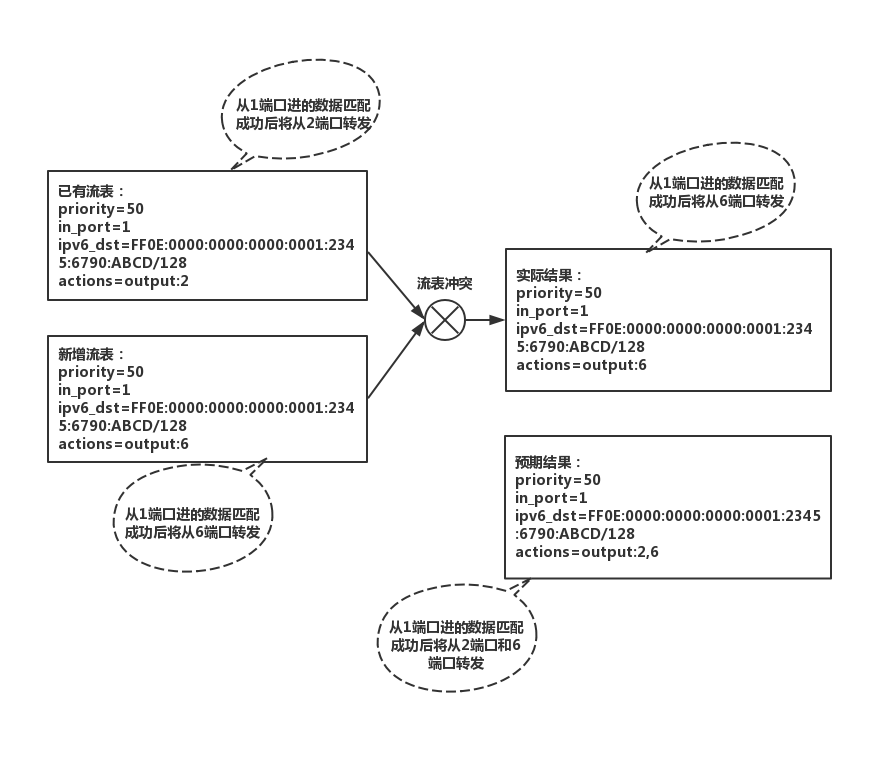 从1端口进的数据匹配
成功后将从2端口转发
已有流表：
priority=50
in_port=1
ipv6_dst=FF0E:0000:0000:0000:0001:234
5:6790:ABCD/128
actions=output:2
新增流表：
priority=50
in_port=1
ipv6_dst=FF0E:0000:0000:0000:0001:234
5:6790:ABCD/128
actions=output:6
从1端口进的数据匹配
成功后将从6端口转发
流表冲突
从1端口进的数据匹配
成功后将从6端口转发
实际结果：
priority=50
in_port=1
ipv6_dst=FF0E:0000:0000:0000:0001:234
5:6790:ABCD/128
actions=output:6
预期结果：
priority=50
in_port=1
ipv6_dst=FF0E:0000:0000:0000:0001:2345
:6790:ABCD/128
actions=output:2,6
从1端口进的数据匹配
成功后将从2端口和6
端口转发